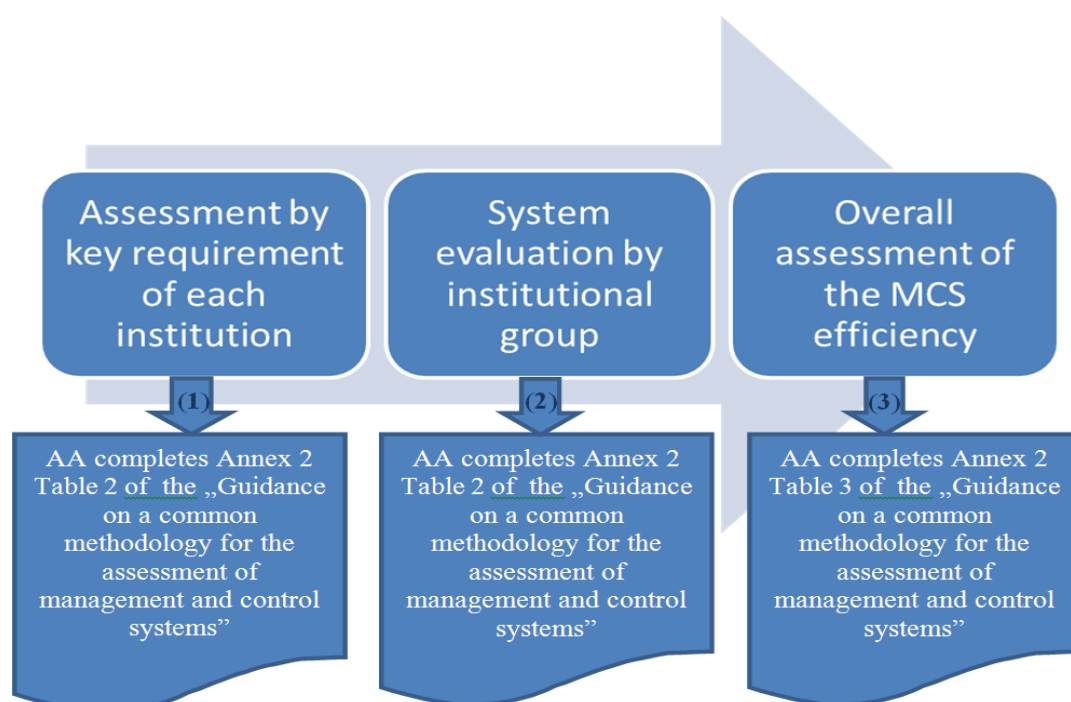 Assessment by
key requirement
of each
institution
System
evaluation by
institutional
group
Overall
assessment of
the MCS
efficiency
(1)
(2)
(3)
AA completes Annex 2
Table 2 of the „Guidance
on a common
methodology for the
assessment of
management and control
systems”
AA completes Annex 2
Table 2 of the „Guidance
on a common
methodology for the
assessment of
management and control
systems”
AA completes Annex 2
Table 3 of the „Guidance
on a common
methodology for the
assessment of
management and control
systems”